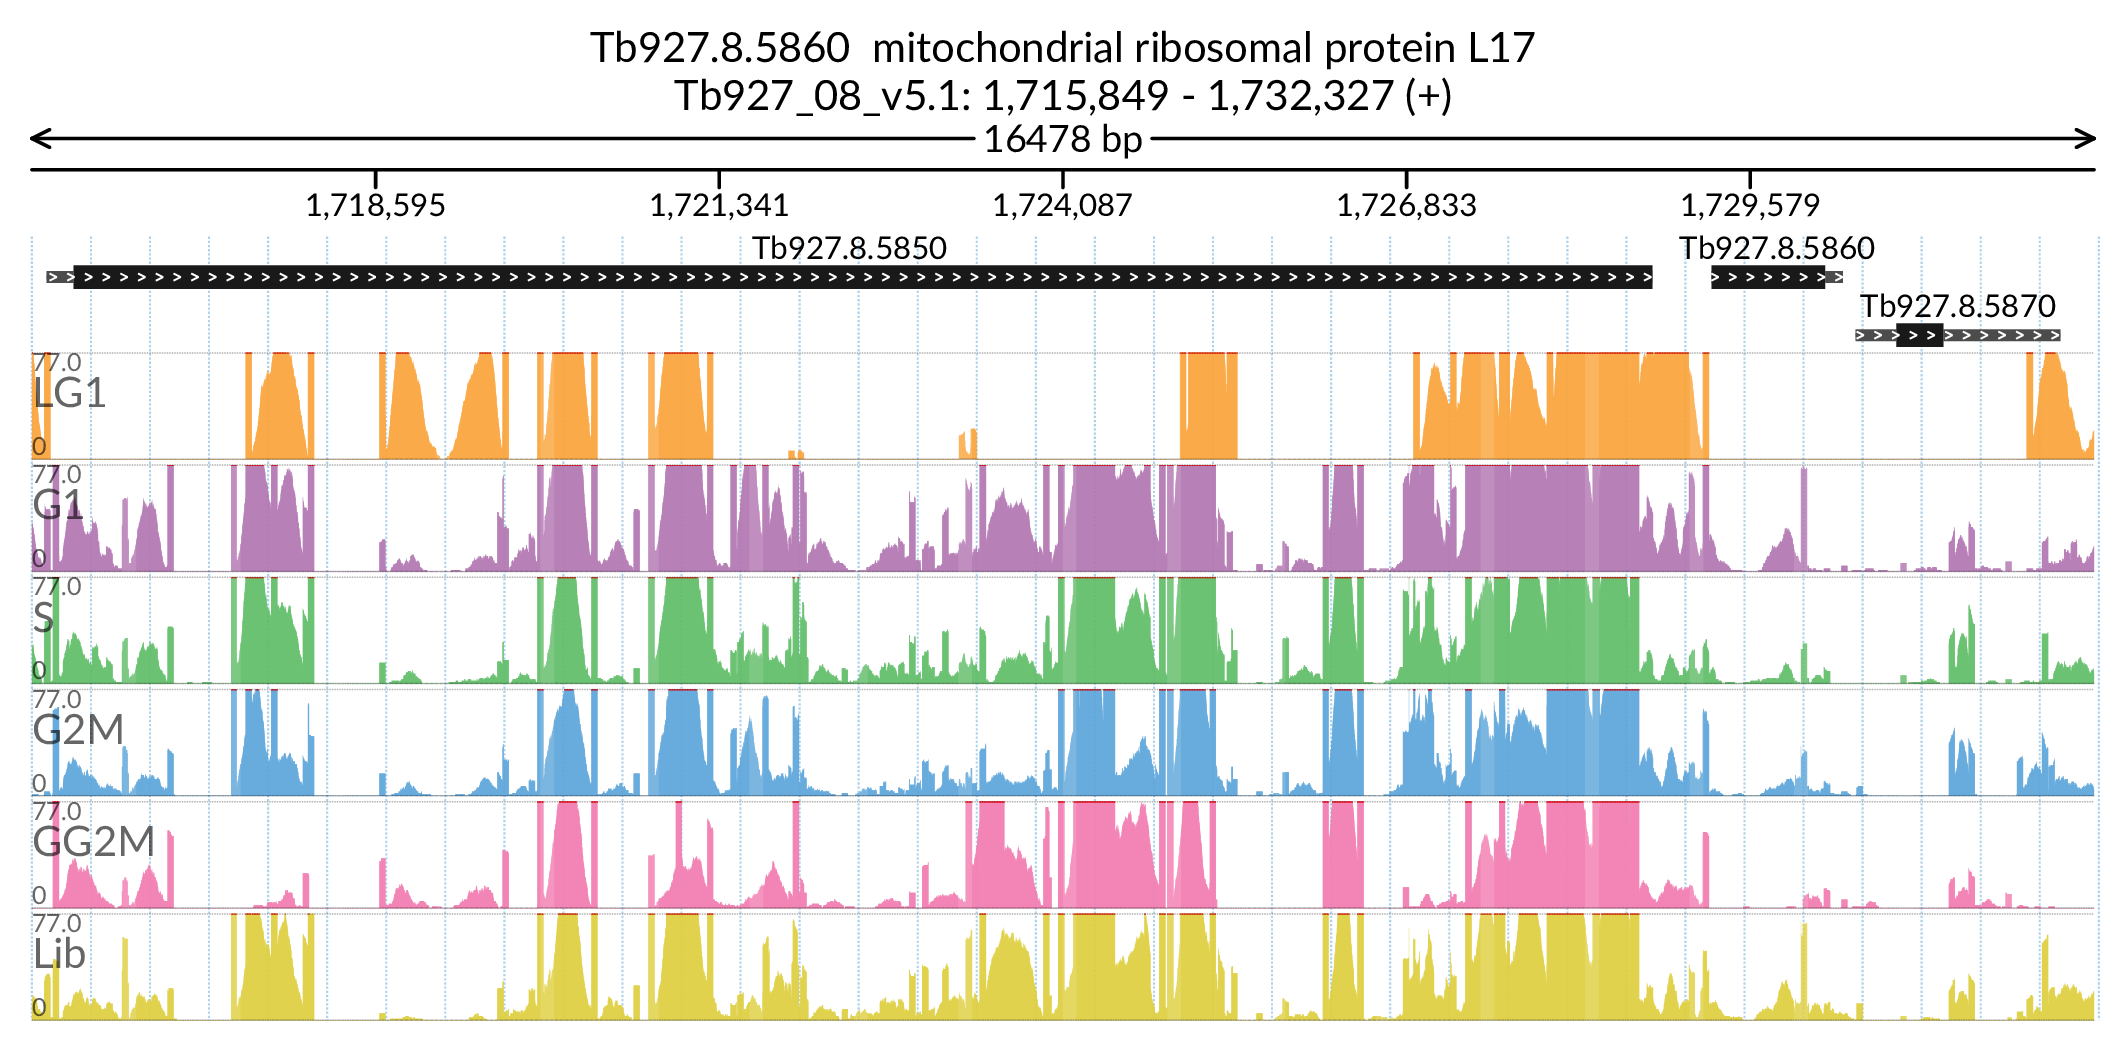 Tb927.8.5860  mitochondrial ribosomal protein L17
Tb927_08_v5.1: 1,715,849 - 1,732,327 (+)
16478 bp
1,718,595 1,721,341 1,724,087 1,726,833 1,729,579
Tb927.8.5850 Tb927.8.5860
Tb927.8.5870
77.0
LG1
0
77.0
G1
0
77.0
S
0
77.0
G2M
0
77.0
GG2M
0
77.0
Lib
0